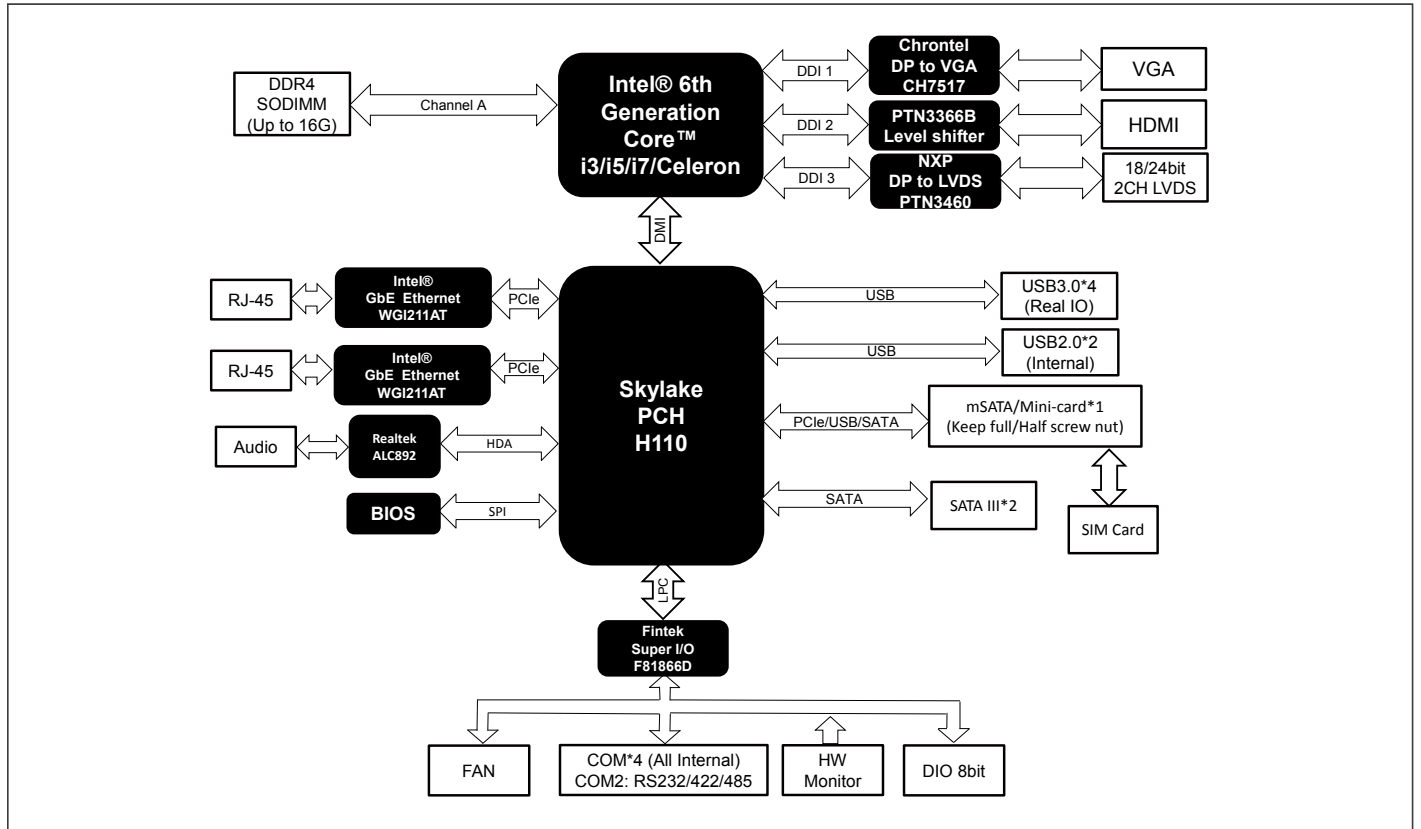 DDR4
SODIMM
(Up to 16G)
Channel A
Intel® 6th
Generation
Core™
i3/i5/i7/Celeron
DDI 1
Chrontel
DP to VGA
CH7517
VGA
DDI 2
PTN3366B
Level shifter
HDMI
DDI 3
NXP
DP to LVDS
PTN3460
18/24bit
2CH LVDS
DMI
RJ-45
Intel®
GbE Ethernet
WGI211AT
PCIe
RJ-45
Intel®
GbE Ethernet
WGI211AT
PCIe
Audio
Realtek
ALC892
HDA
BIOS
SPI
Skylake
PCH
H110
USB
USB3.0*4
(Real IO)
USB
USB2.0*2
(Internal)
PCIe/USB/SATA
mSATA/Mini-card*1
(Keep full/Half screw nut)
SATA
SATA III*2
SIM Card
LPC
Fintek
Super I/O
F81866D
FAN
COM*4 (All Internal)
COM2: RS232/422/485
HW
Monitor
DIO 8bit